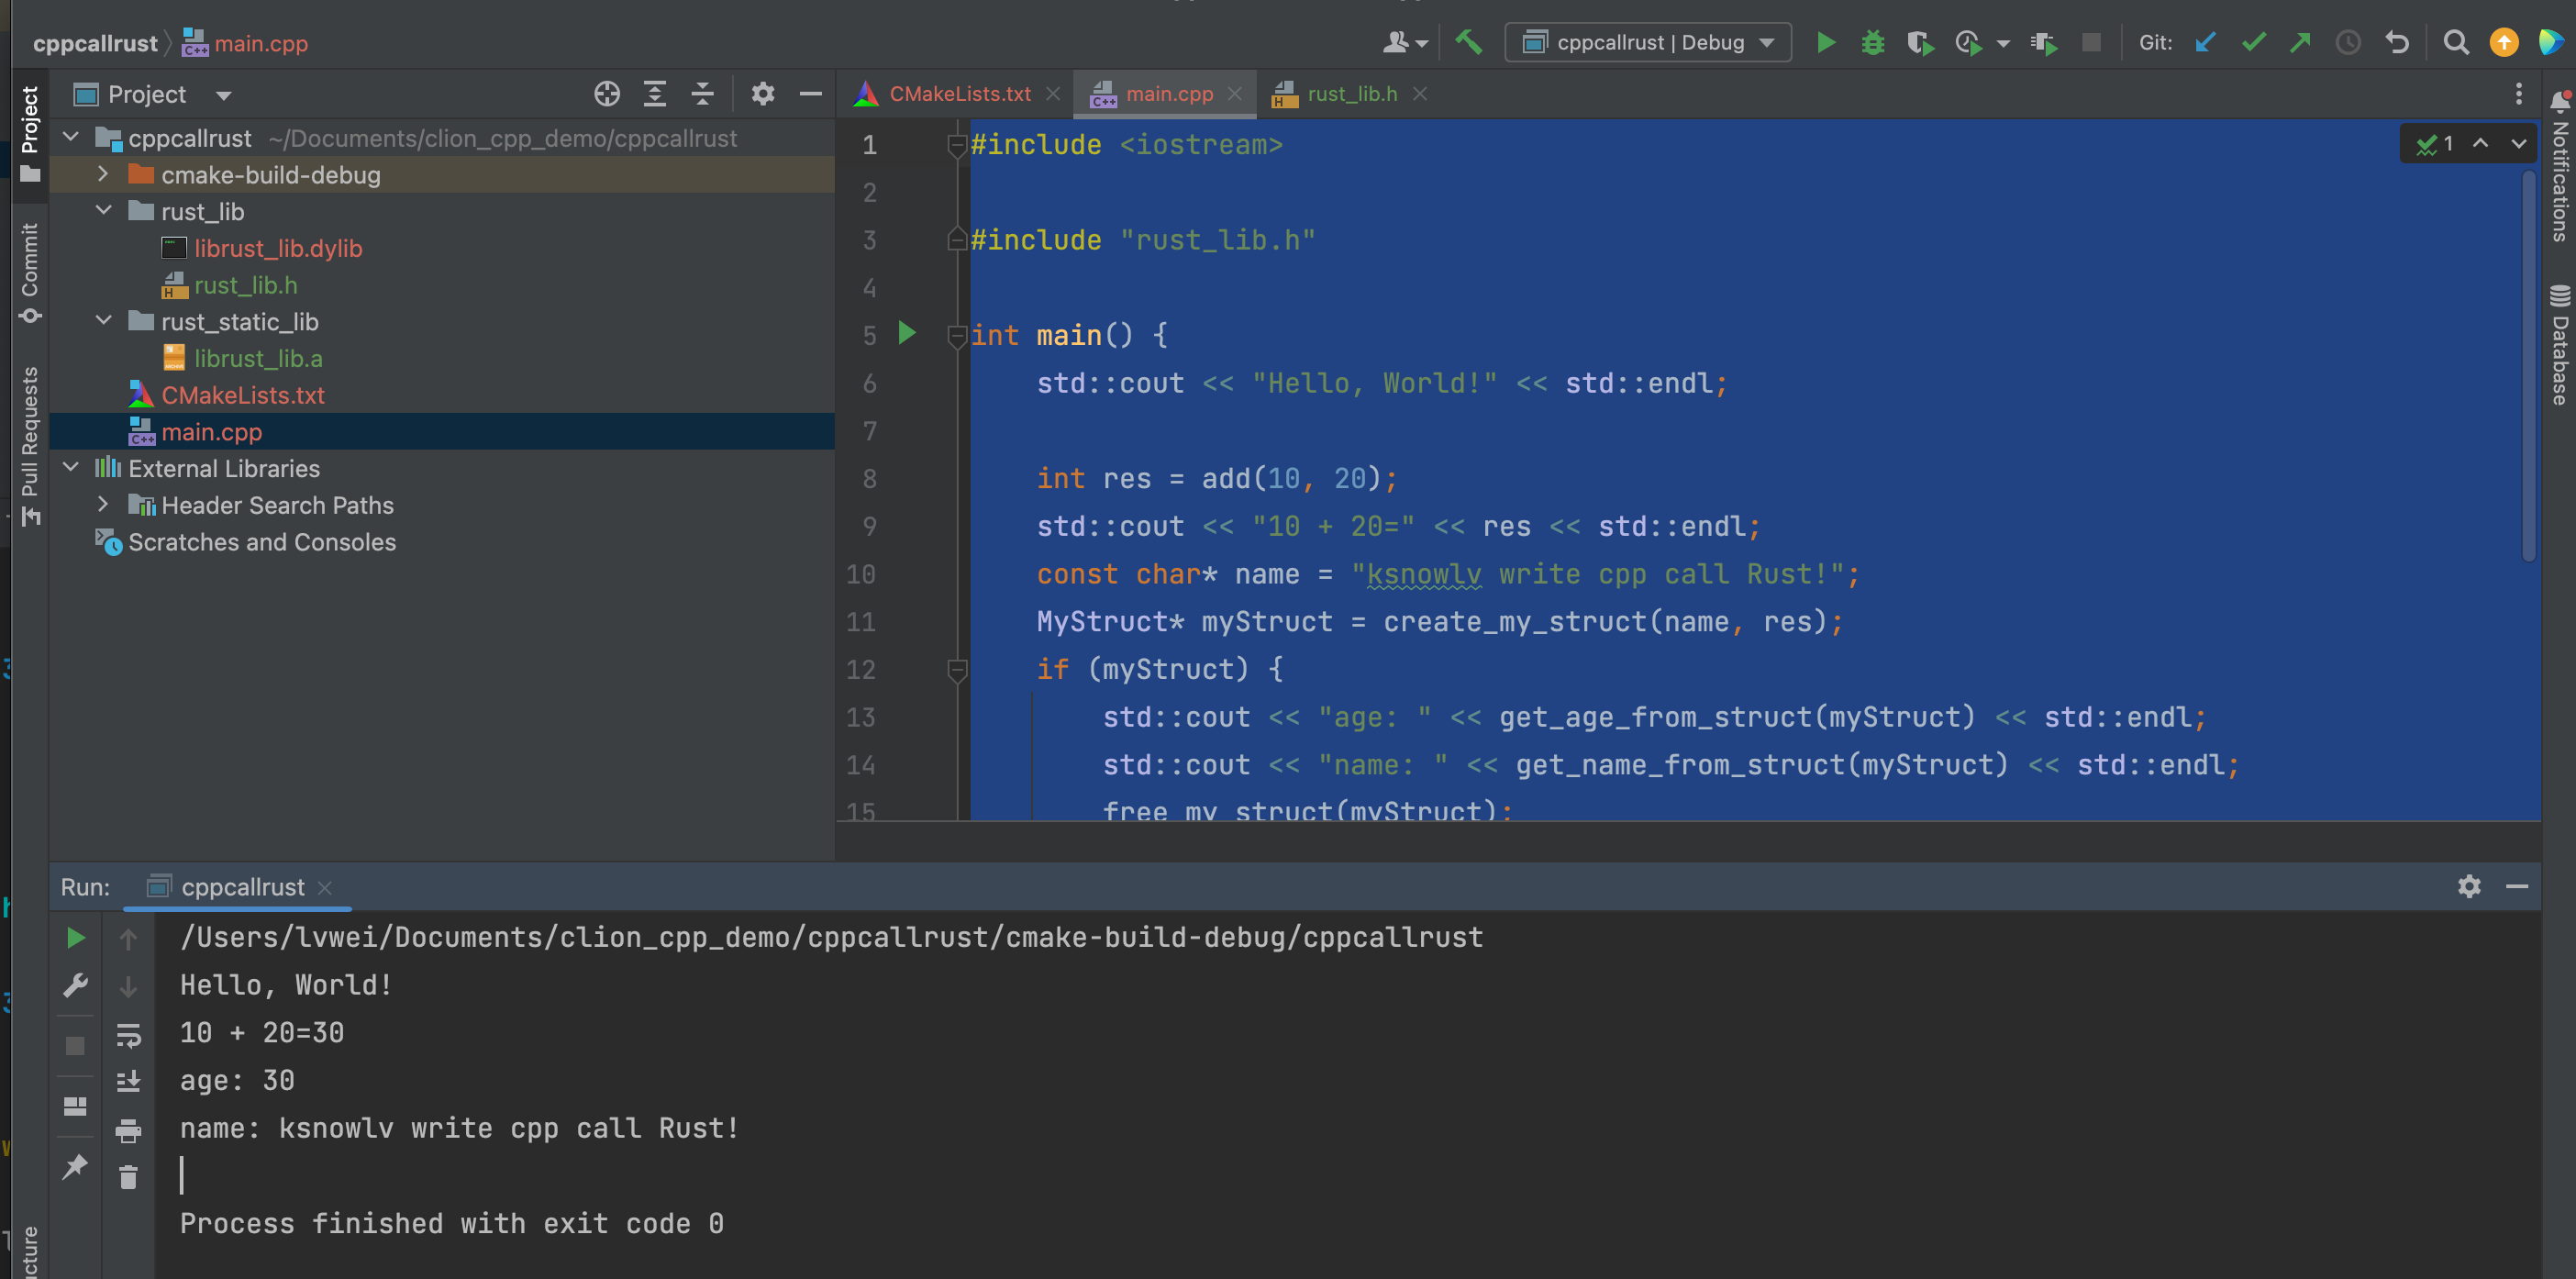 cppcallrust
main.cpp
cppcallrust | Debug
Git:
Project
Commit
Pull Requests
Project
cppcallrust ~/Documents/clion_cpp_demo/cppcallrust
cmake-build-debug
rust_lib
librust_lib.dylib
rust_lib.h
rust_static_lib
librust_lib.a
CMakeLists.txt
main.cpp
External Libraries
Header Search Paths
Scratches and Consoles
CMakeLists.txt
main.cpp
rust_lib.h
1 #include <iostream>
2
3 #include "rust_lib.h"
4
5 int main() {
6 std::cout << "Hello, World!" << std::endl;
7
8 int res = add(10, 20);
9 std::cout << "10 + 20=" << res << std::endl;
10 const char* name = "ksnowlv write cpp call Rust!";
11 MyStruct* myStruct = create_my_struct(name, res);
12 if (myStruct) {
13 std::cout << "age: " << get_age_from_struct(myStruct) << std::endl;
14 std::cout << "name: " << get_name_from_struct(myStruct) << std::endl;
15 free_my_struct(myStruct);
1
Notifications
Database
Run:
cppcallrust
/Users/lvwei/Documents/clion_cpp_demo/cppcallrust/cmake-build-debug/cppcallrust
Hello, World!
10 + 20=30
age: 30
name: ksnowlv write cpp call Rust!
Process finished with exit code 0